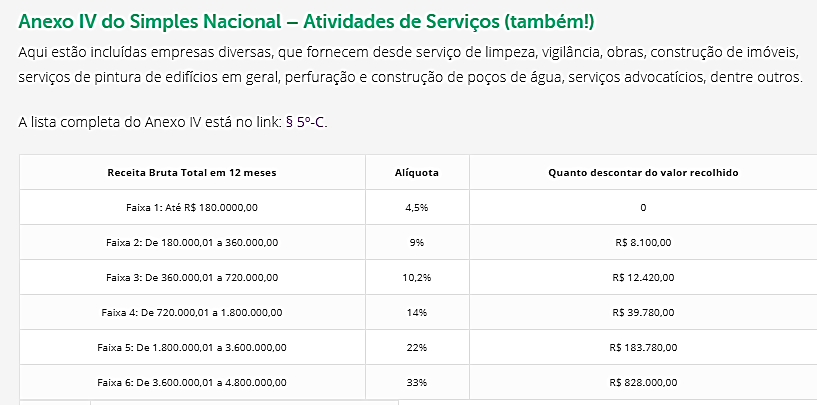 Anexo IV do Simples Nacional – Atividades de Serviços (também!)
Aqui estão incluídas empresas diversas, que fornecem desde serviço de limpeza, vigilância, obras, construção de imóveis,
serviços de pintura de edifícios em geral, perfuração e construção de poços de água, serviços advocatícios, dentre outros.
A lista completa do Anexo IV está no link: § 5º-C.
Receita Bruta Total em 12 meses Alíquota Quanto descontar do valor recolhido
Faixa 1: Até R$ 180.0000,00 4,5% 0
Faixa 2: De 180.000,01 a 360.000,00 9% R$ 8.100,00
Faixa 3: De 360.000,01 a 720.000,00 10,2% R$ 12.420,00
Faixa 4: De 720.000,01 a 1.800.000,00 14% R$ 39.780,00
Faixa 5: De 1.800.000,01 a 3.600.000,00 22% R$ 183.780,00
Faixa 6: De 3.600.000,01 a 4.800.000,00 33% R$ 828.000,00